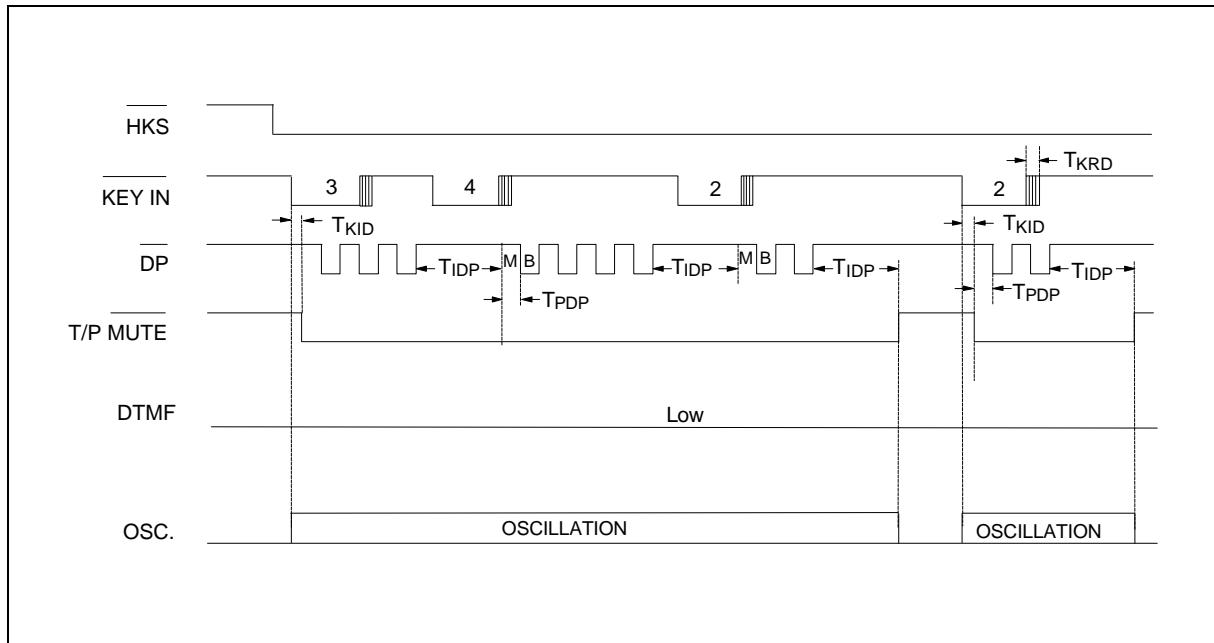 HKS
TKRD
KEY IN
3
4
2
2
TKID
TKID
DP
TIDP
M
B
TIDP
M
B
TIDP
TIDP
TPDP
TPDP
T/P MUTE
DTMF
Low
OSC.
OSCILLATION
OSCILLATION